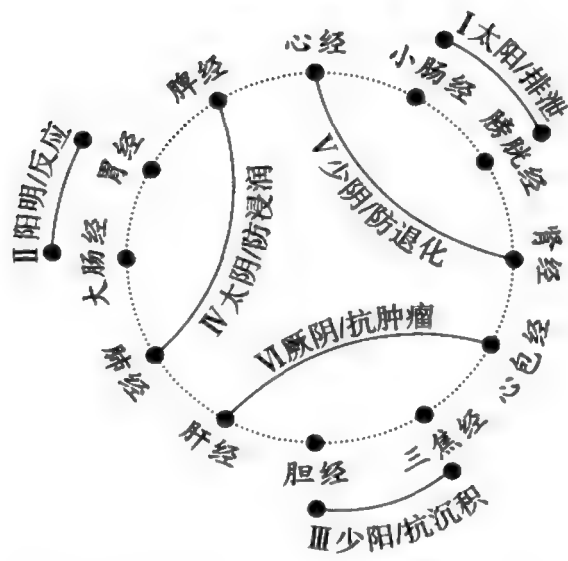 心经
小肠经
膀胱经
肾经
心包经
三焦经
胆经
肝经
肺经
大肠经
胃经
脾经
Ⅰ太阳/排泄
Ⅱ阳明/反应
Ⅲ少阳/抗沉积
Ⅳ太阴/防浸润
Ⅴ少阴/防退化
Ⅵ厥阴/抗肿瘤